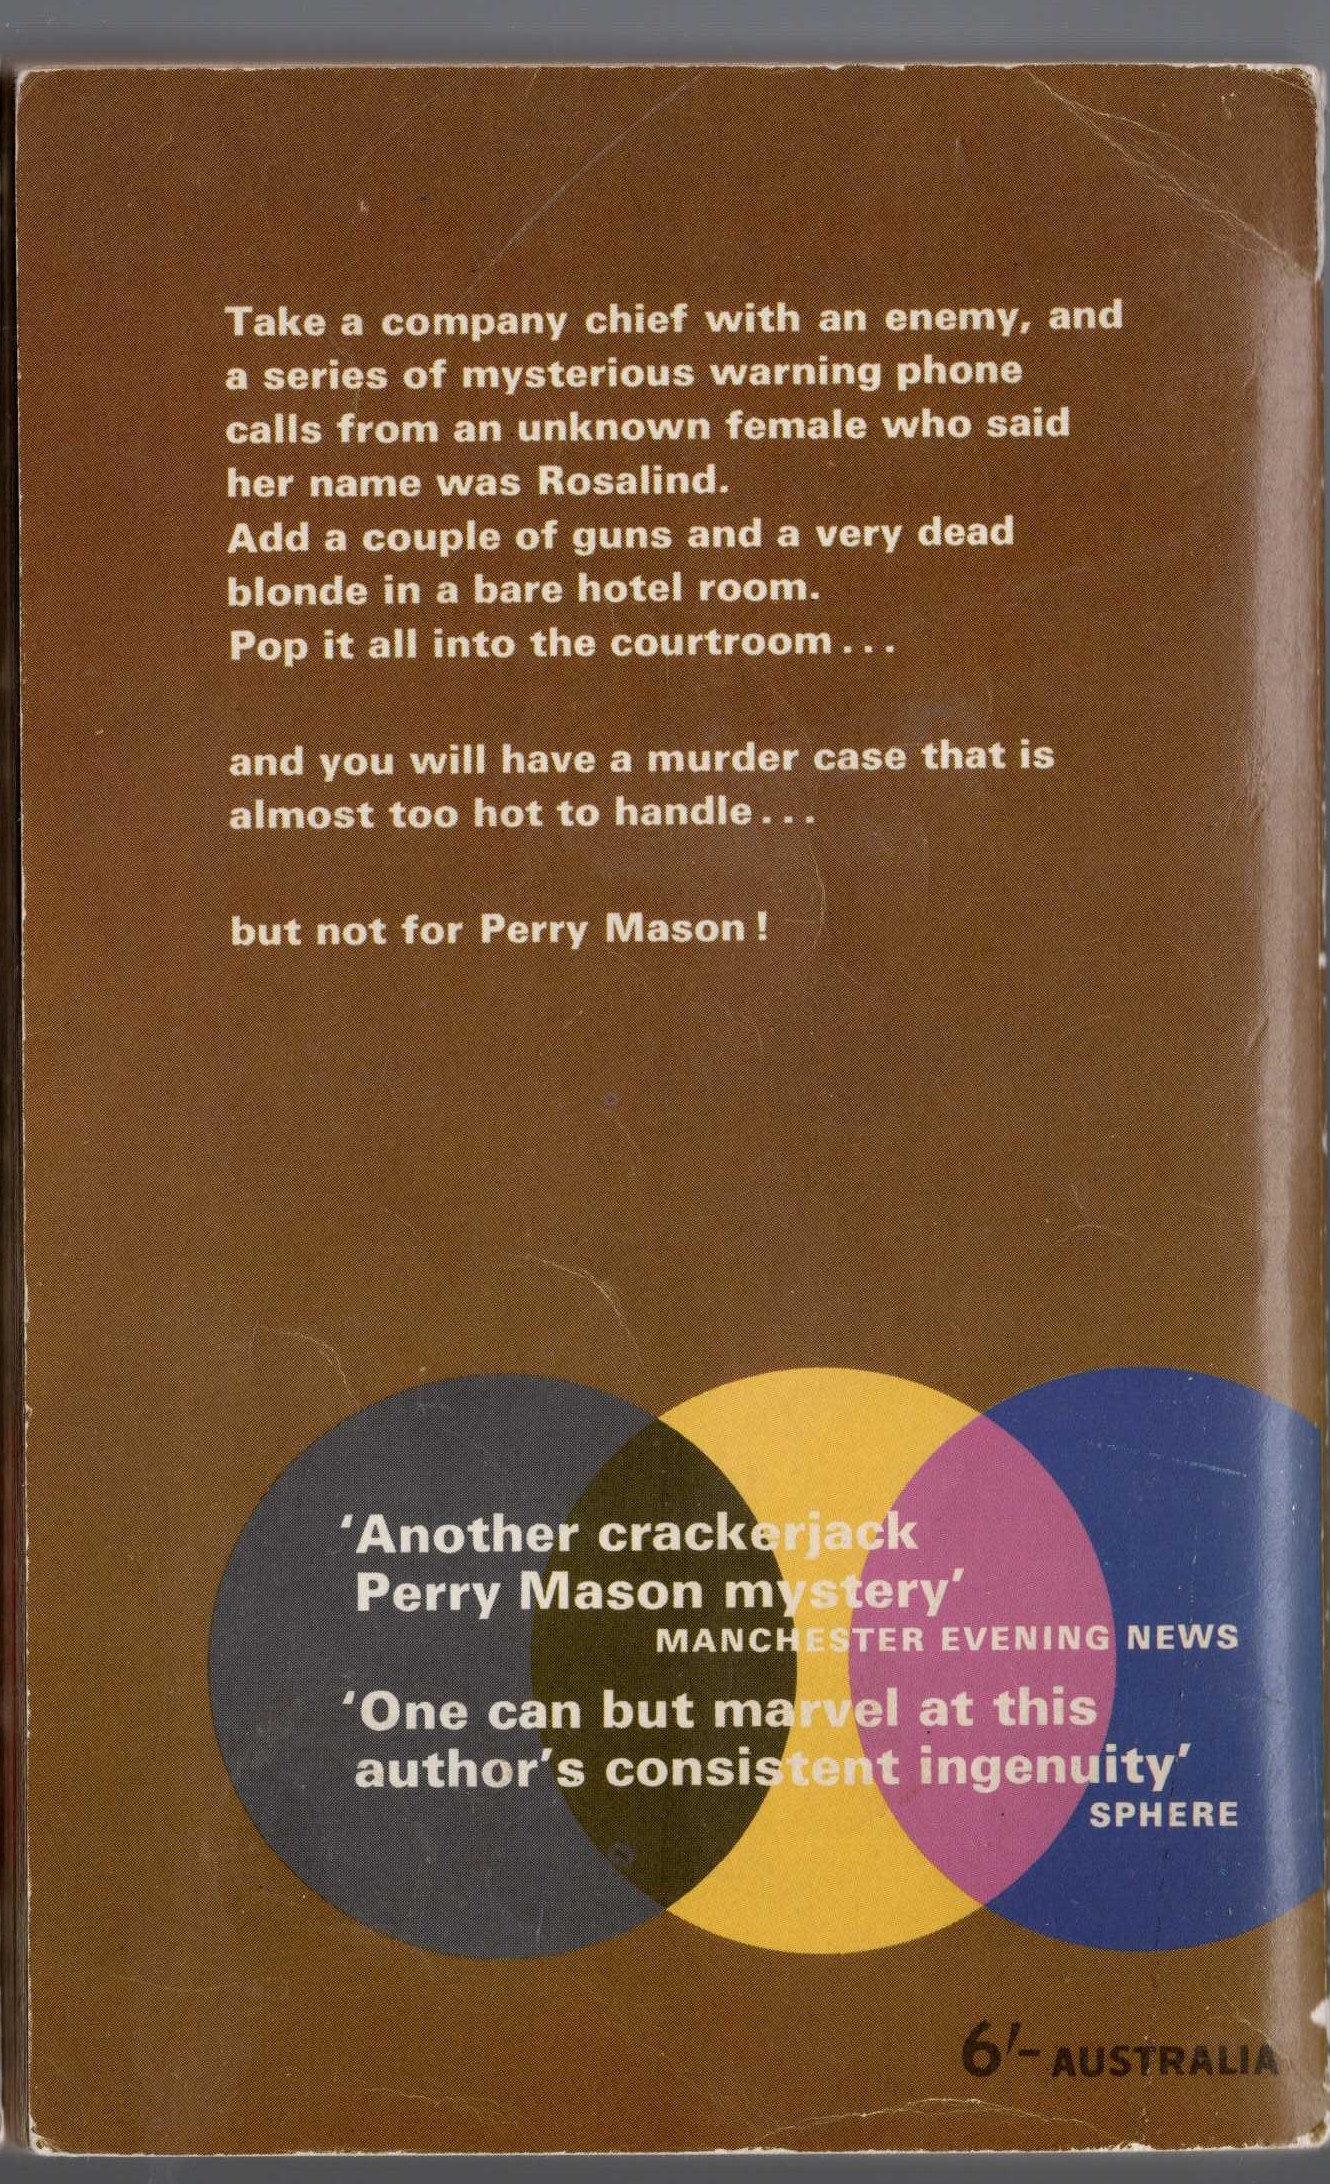 Take a company chief with an enemy, and
a series of mysterious warning phone
calls from an unknown female who said
her name was Rosalind.
Add a couple of guns and a very dead
blonde in a bare hotel room.
Pop it all into the courtroom...
and you will have a murder case that is
almost too hot to handle...
but not for Perry Mason!
‘Another crackerjack
Perry Mason mystery’
MANCHESTER EVENING NEWS
‘One can but marvel at this
author’s consistent ingenuity’
SPHERE
6/- AUSTRALIA